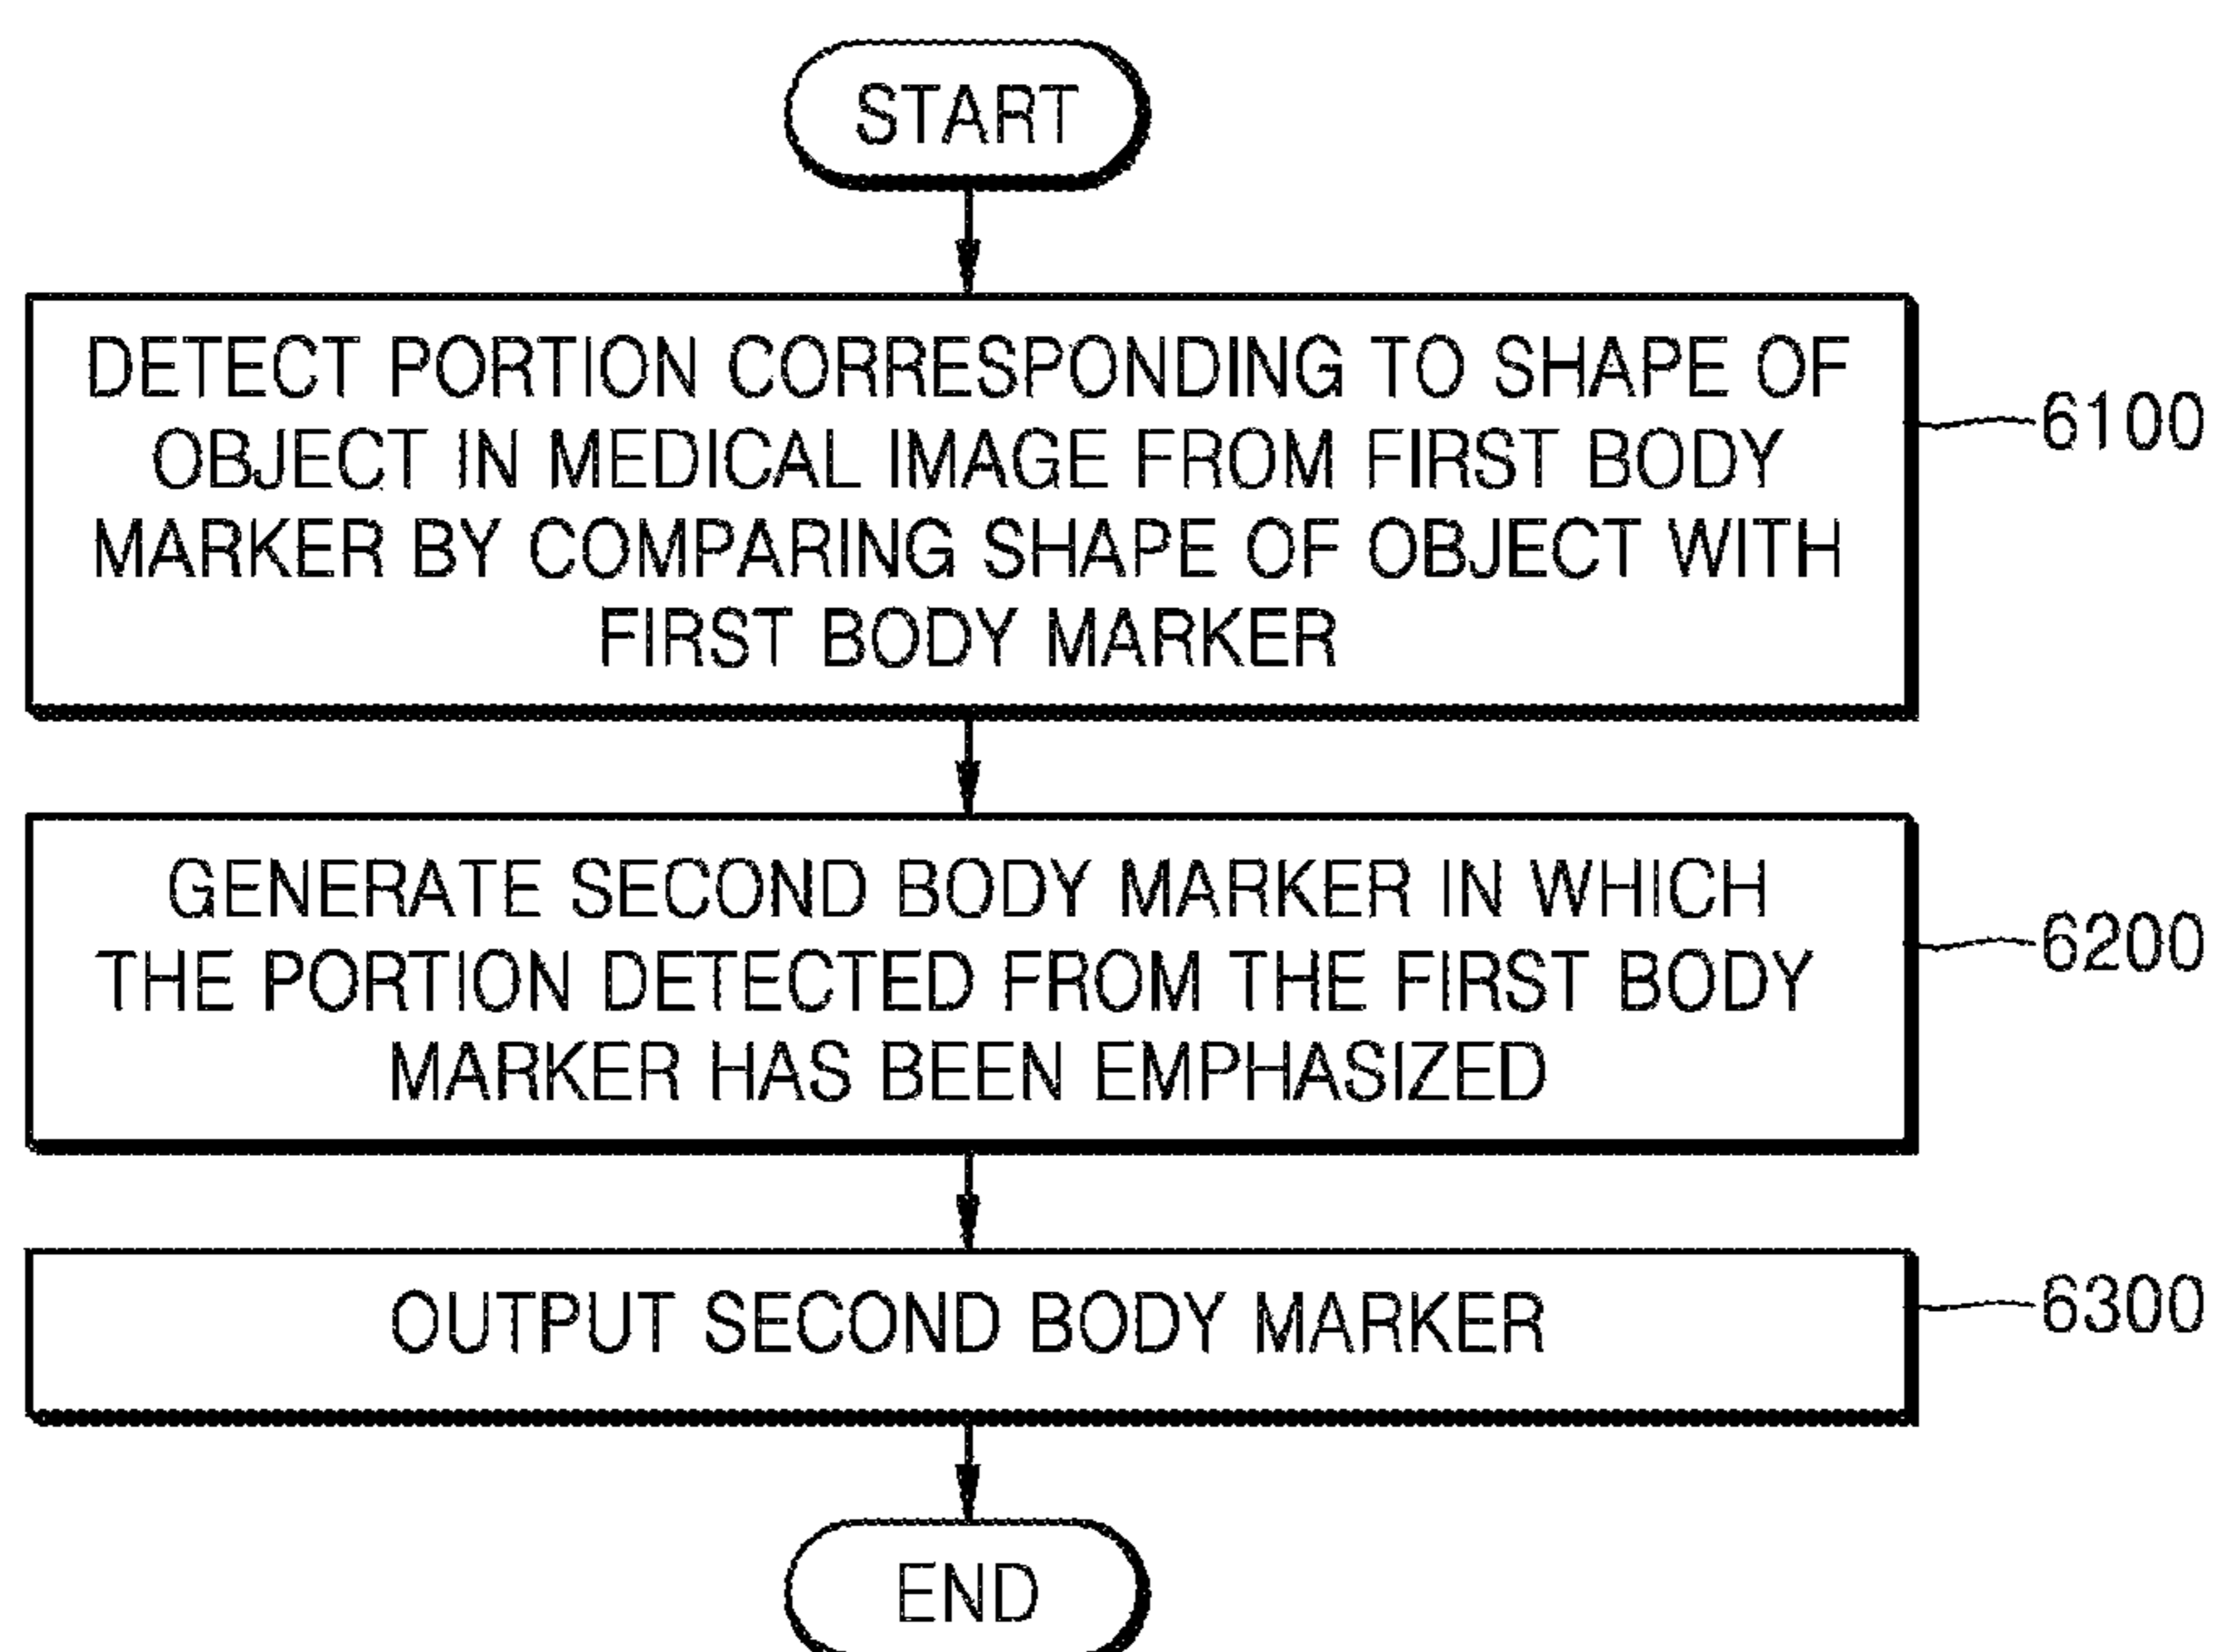 START
DETECT PORTION CORRESPONDING TO SHAPE OF
OBJECT IN MEDICAL IMAGE FROM FIRST BODY
MARKER BY COMPARING SHAPE OF OBJECT WITH
FIRST BODY MARKER
6100
GENERATE SECOND BODY MARKER IN WHICH
THE PORTION DETECTED FROM THE FIRST BODY
MARKER HAS BEEN EMPHASIZED
6200
OUTPUT SECOND BODY MARKER
6300
END